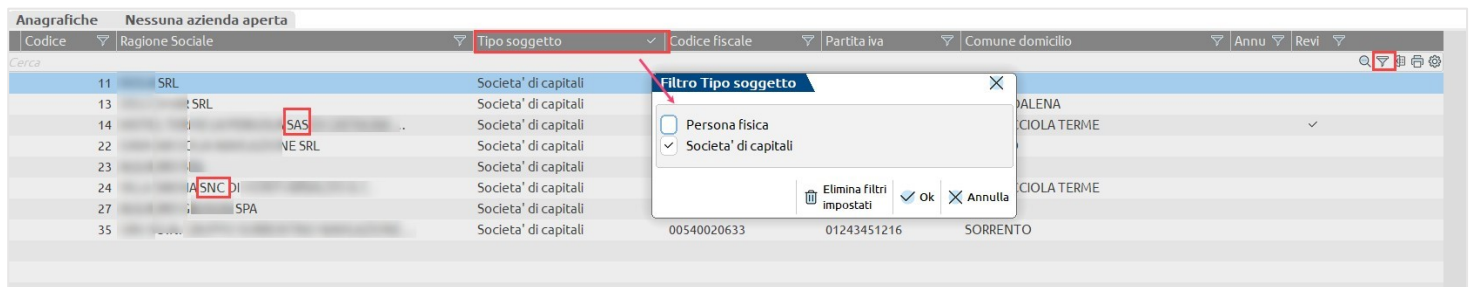 Anagrafiche Nessuna azienda aperta
Codice Ragione Sociale Tipo soggetto Codice fiscale Partita iva Comune domicilio Annu Revi
Cerca
11 SRL Societa' di capitali
13 SRL Societa' di capitali DALENA
14 SAS Societa' di capitali CCIOLA TERME
22 NE SRL Societa' di capitali
23 Societa' di capitali
24 A SNC DI Societa' di capitali CCIOLA TERME
27 SPA Societa' di capitali
35 Societa' di capitali 00540020633 01243451216 SORRENTO
Filtro Tipo soggetto
Persona fisica
Societa' di capitali
Elimina filtri
impostati
Ok Annulla